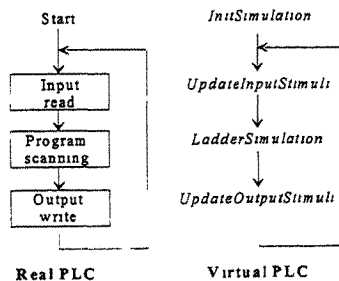 Start
Input
read
Program
scanning
Output
write
Real PLC
InitSimulation
UpdateInputStimuli
LadderSimulation
UpdateOutputStimuli
Virtual PLC